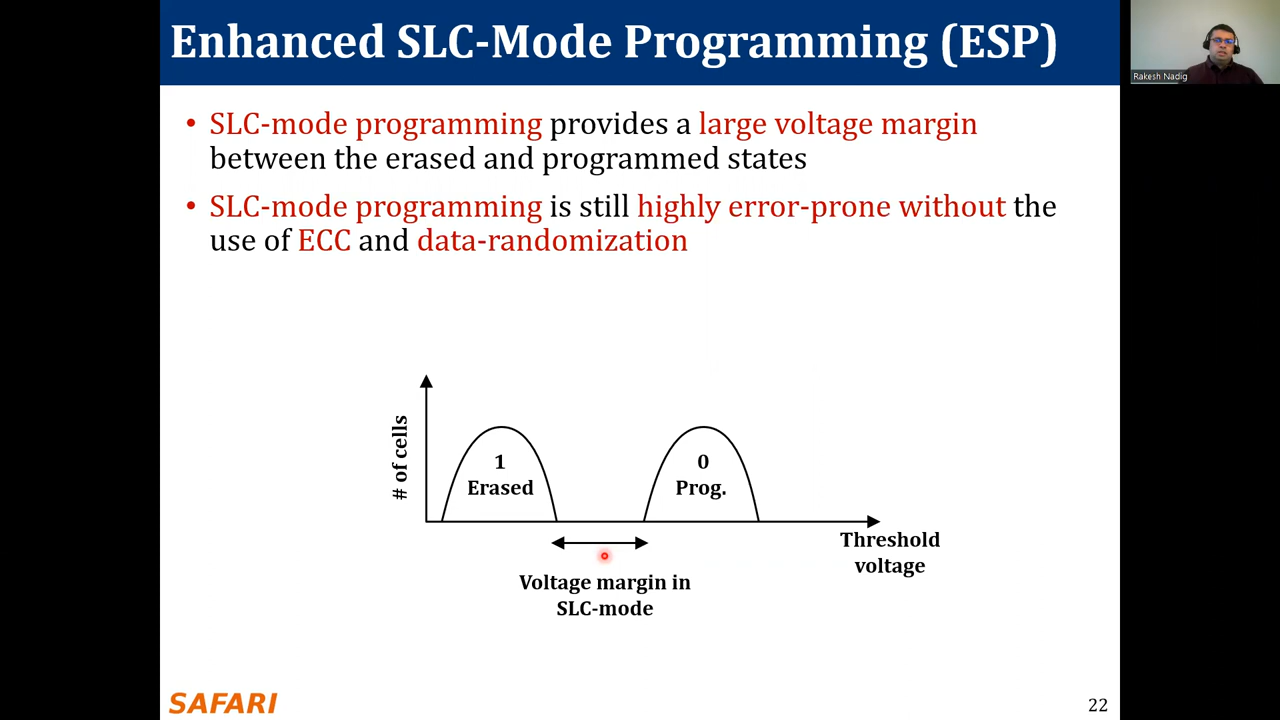 Enhanced SLC-Mode Programming (ESP)
Rakesh Nadig
• SLC-mode programming provides a large voltage margin
between the erased and programmed states
• SLC-mode programming is still highly error-prone without the
use of ECC and data-randomization
# of cells
1
Erased
0
Prog.
Threshold
voltage
Voltage margin in
SLC-mode
SAFARI
22